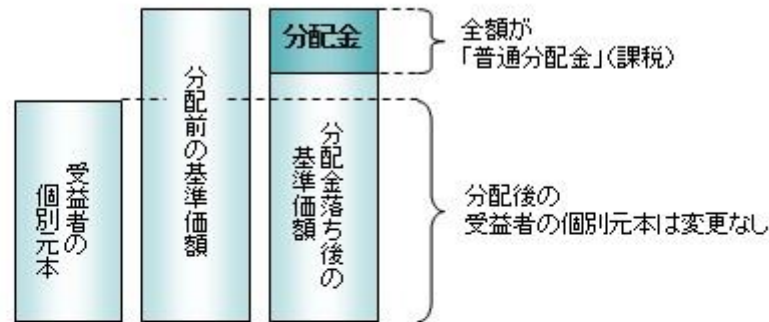 分配金
全額が
「普通分配金」(課税)
受益者の
個別元本
分配前の基準価額
分配金落ち後の
基準価額
分配後の
受益者の個別元本は変更なし